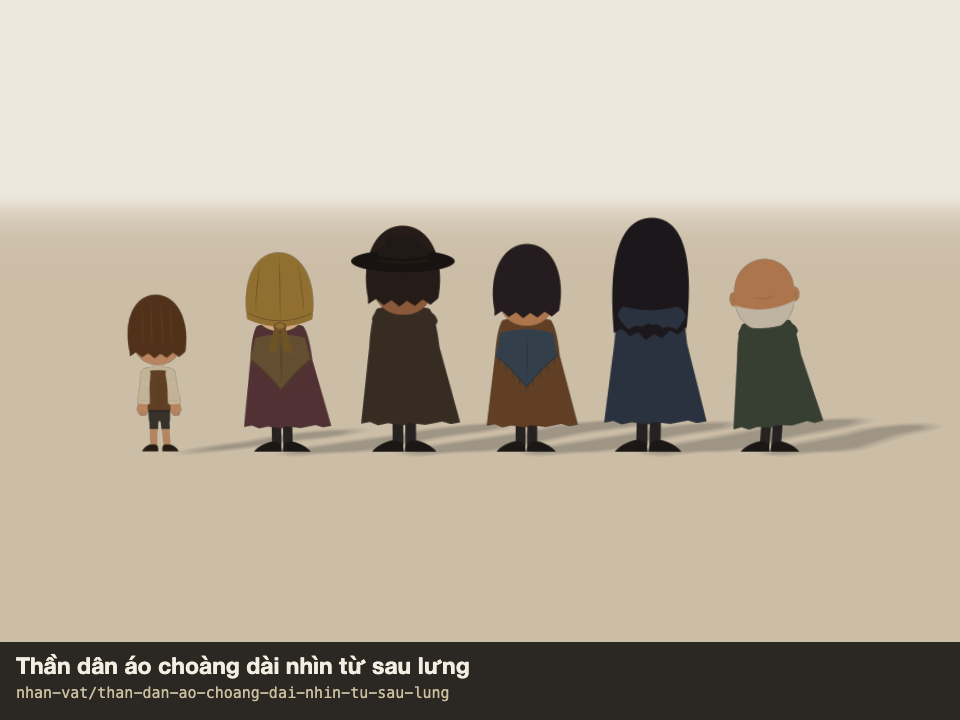 Thần dân áo choàng dài nhìn từ sau lưng
nhan-vat/than-dan-ao-choang-dai-nhin-tu-sau-lung